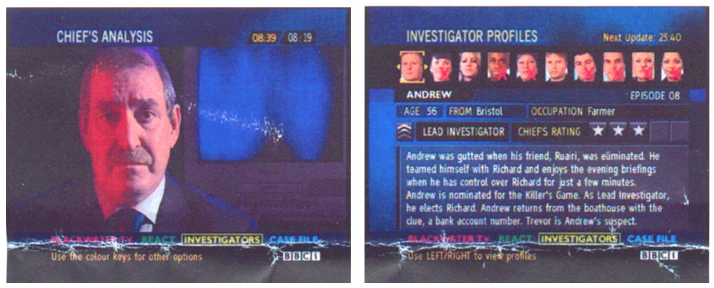 CHIEF'S ANALYSIS
08:39 / 08:19
BLACKWATER TV REACT INVESTIGATORS CASE FILE
Use the colour keys for other options
BBCi
INVESTIGATOR PROFILES
Next Update: 23:40
ANDREW
EPISODE 08
AGE 56 FROM Bristol OCCUPATION Farmer
LEAD INVESTIGATOR CHIEF'S RATING
Andrew was gutted when his friend, Ruairi, was eliminated. He
teamed himself with Richard and enjoys the evening briefings
when he has control over Richard for just a few minutes.
Andrew is nominated for the Killer's Game. As Lead Investigator,
he elects Richard. Andrew returns from the boathouse with the
clue, a bank account number. Trevor is Andrew's suspect.
BLACKWATER TV REACT INVESTIGATORS CASE FILE
Use LEFT/RIGHT to view profiles
BBCi